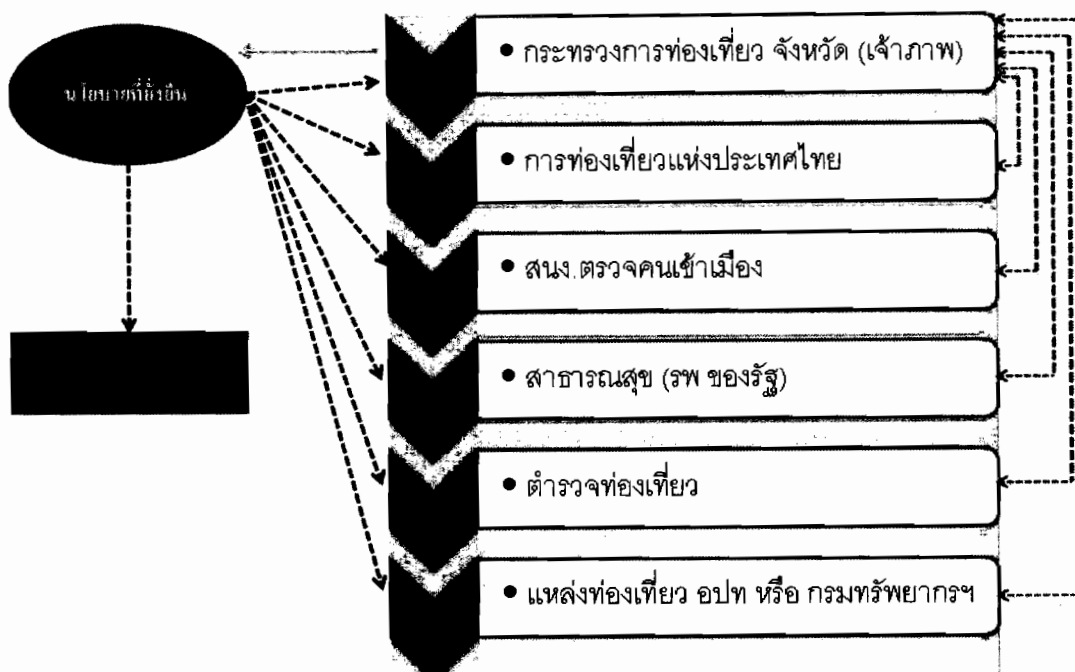 นโยบายที่ยั่งยืน
• กระทรวงการท่องเที่ยว จังหวัด (เจ้าภาพ)
• การท่องเที่ยวแห่งประเทศไทย
• สนง.ตรวจคนเข้าเมือง
• สาธารณสุข (รพ ของรัฐ)
• ตำรวจท่องเที่ยว
• แหล่งท่องเที่ยว อปท หรือ กรมทรัพยากรฯ